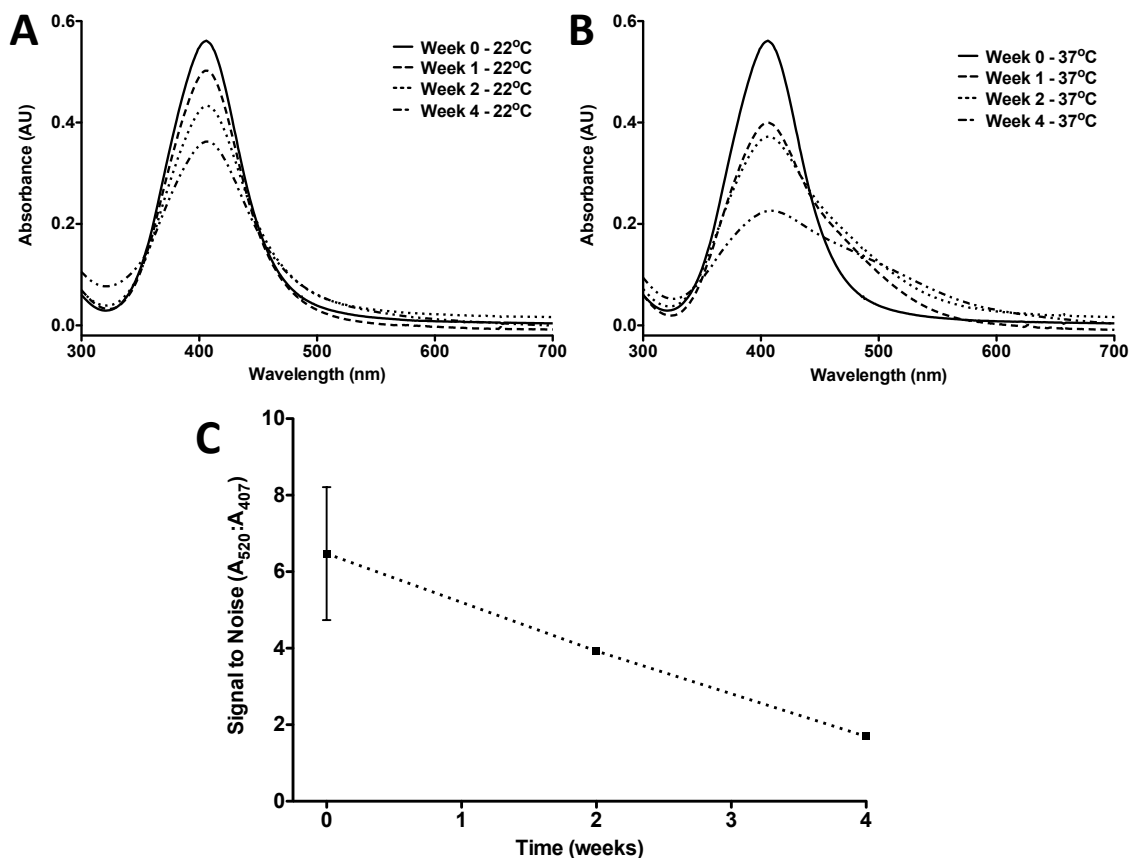 A
Absorbance (AU)
0.6
0.4
0.2
0.0
300 400 500 600 700
Wavelength (nm)
Week 0 - 22°C
Week 1 - 22°C
Week 2 - 22°C
Week 4 - 22°C
B
Absorbance (AU)
0.6
0.4
0.2
0.0
300 400 500 600 700
Wavelength (nm)
Week 0 - 37°C
Week 1 - 37°C
Week 2 - 37°C
Week 4 - 37°C
C
Signal to Noise (A₅₂₀:A₄₀₇)
10
8
6
4
2
0
0 1 2 3 4
Time (weeks)